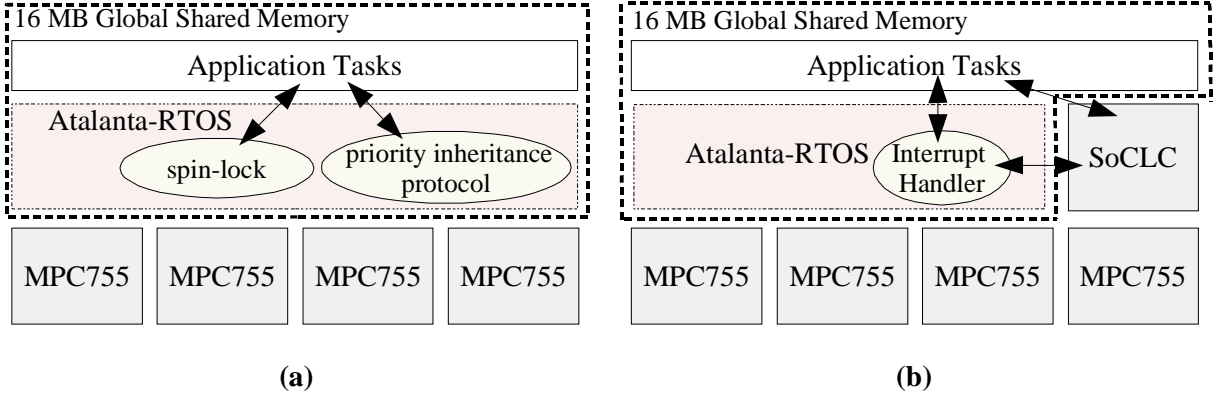 16 MB Global Shared Memory
Application Tasks
Atalanta-RTOS
spin-lock
priority inheritance
protocol
MPC755
MPC755
MPC755
MPC755
(a)
16 MB Global Shared Memory
Application Tasks
Atalanta-RTOS
Interrupt
Handler
SoCLC
MPC755
MPC755
MPC755
MPC755
(b)